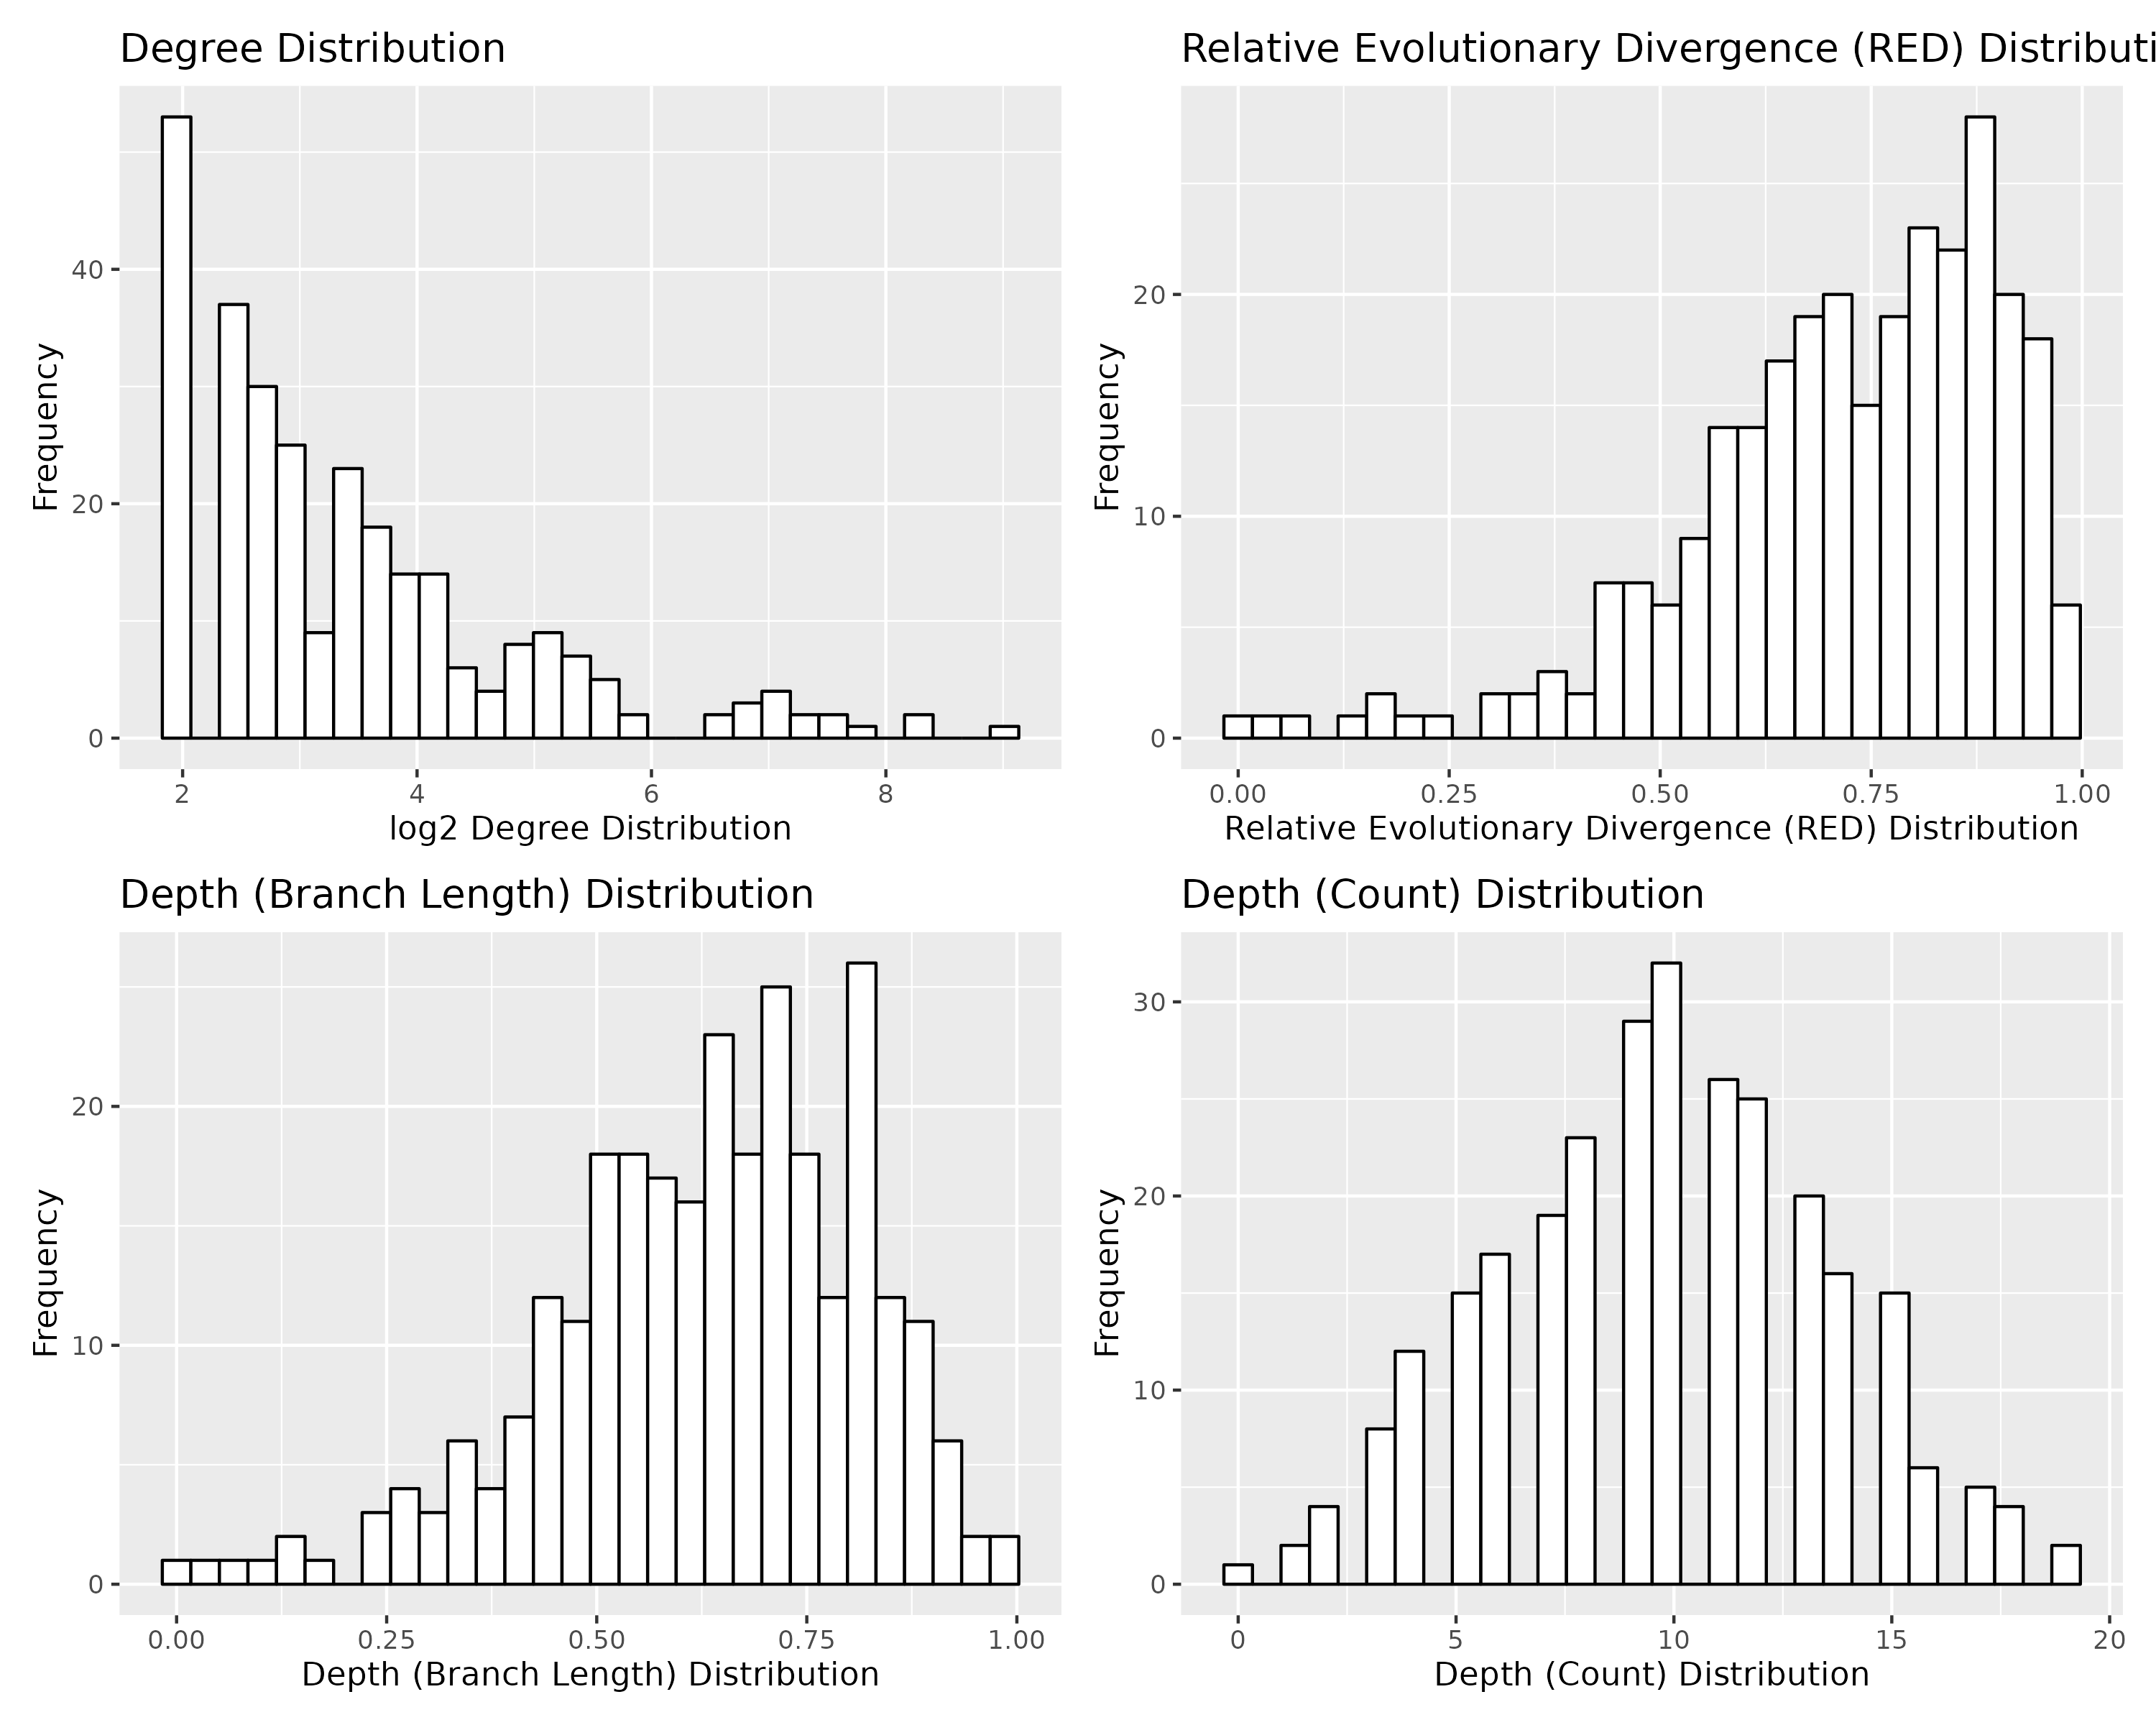 Degree Distribution
Frequency
40
20
0
2 4 6 8
log2 Degree Distribution
Relative Evolutionary Divergence (RED) Distributi
Frequency
20
10
0
0.00 0.25 0.50 0.75 1.00
Relative Evolutionary Divergence (RED) Distribution
Depth (Branch Length) Distribution
Frequency
20
10
0
0.00 0.25 0.50 0.75 1.00
Depth (Branch Length) Distribution
Depth (Count) Distribution
Frequency
30
20
10
0
0 5 10 15 20
Depth (Count) Distribution